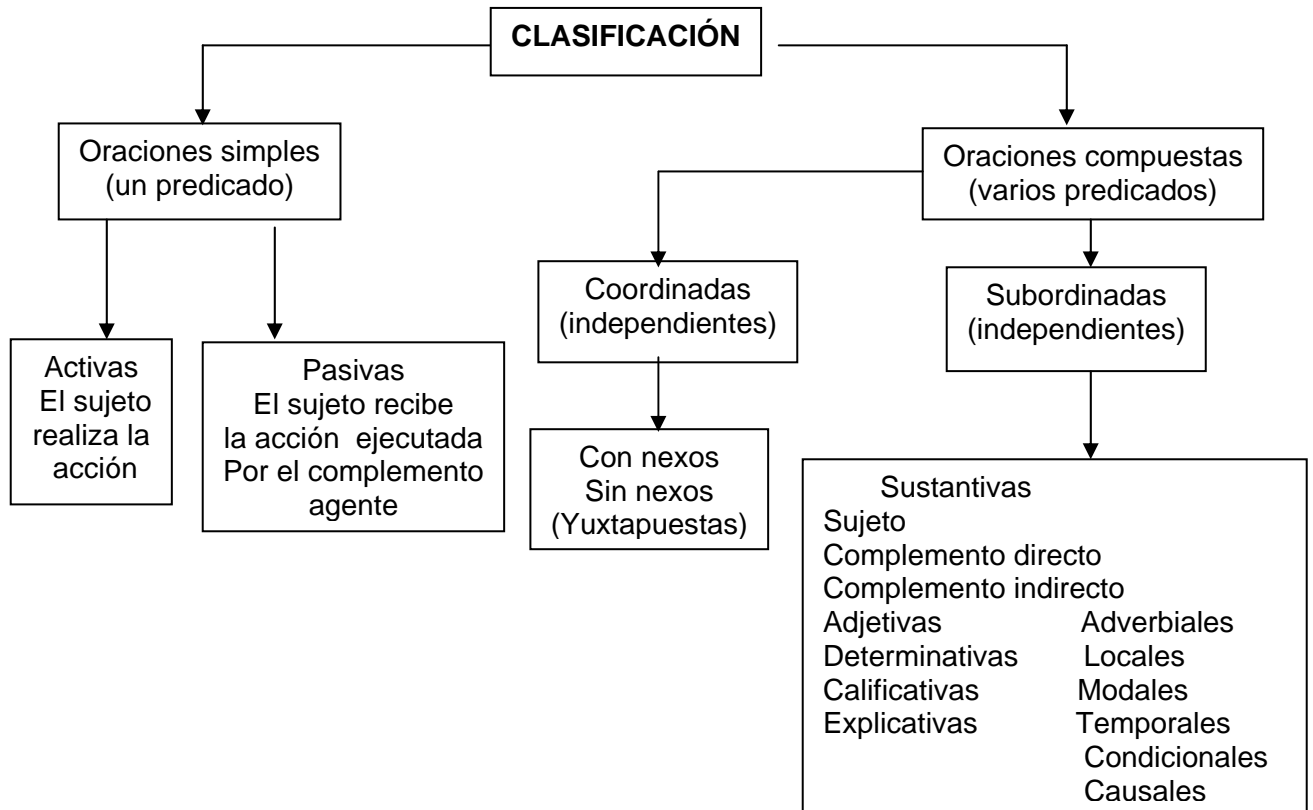 CLASIFICACIÓN
Oraciones simples
(un predicado)
Oraciones compuestas
(varios predicados)
Coordinadas
(independientes)
Subordinadas
(independientes)
Activas
El sujeto
realiza la
acción
Pasivas
El sujeto recibe
la acción ejecutada
Por el complemento
agente
Con nexos
Sin nexos
(Yuxtapuestas)
Sustantivas
Sujeto
Complemento directo
Complemento indirecto
Adjetivas Adverbiales
Determinativas Locales
Calificativas Modales
Explicativas Temporales
Condicionales
Causales